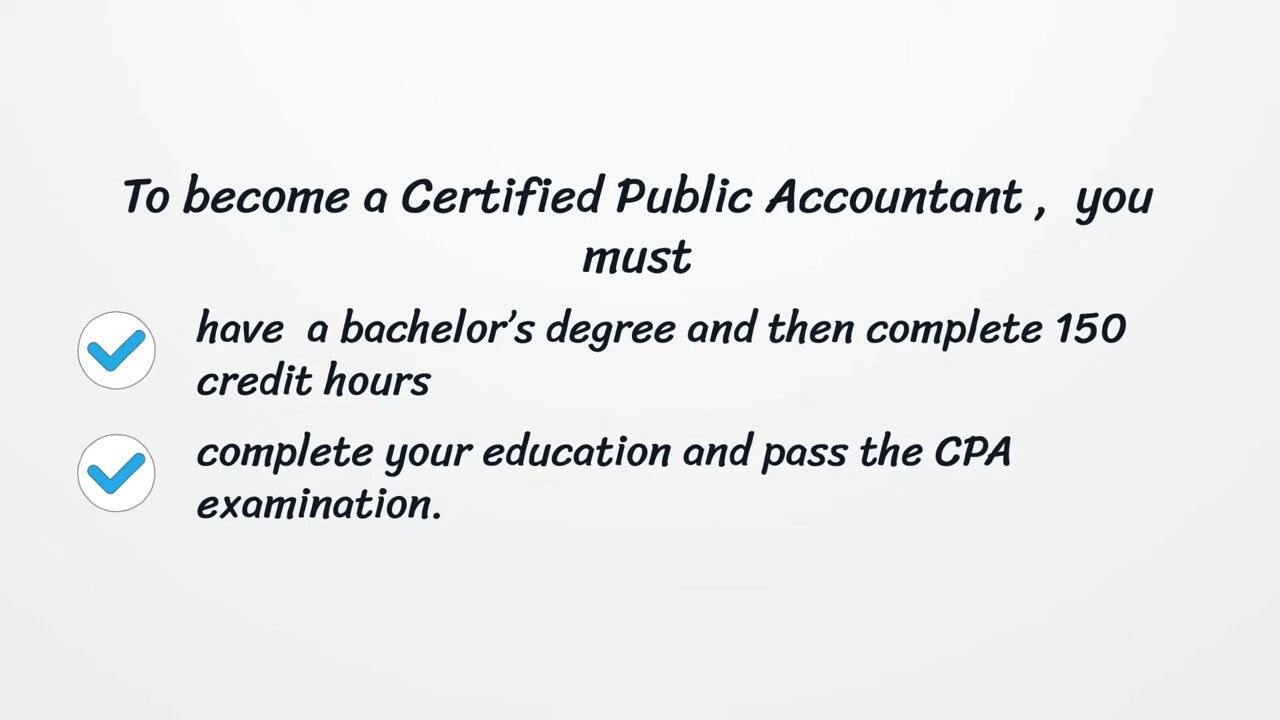 To become a Certified Public Accountant , you
must
have a bachelor’s degree and then complete 150
credit hours
complete your education and pass the CPA
examination.